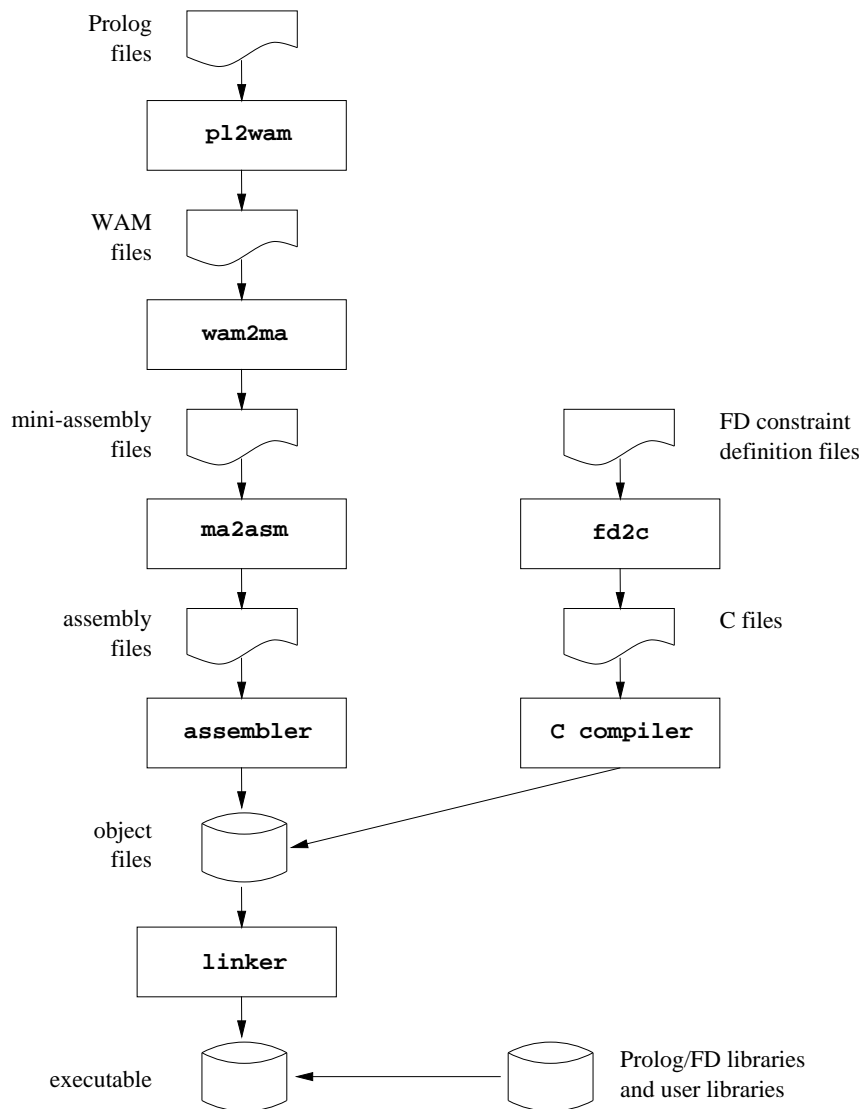 Prolog
files
pl2wam
WAM
files
wam2ma
mini-assembly
files
FD constraint
definition files
ma2asm
fd2c
assembly
files
C files
assembler
C compiler
object
files
linker
executable
Prolog/FD libraries
and user libraries